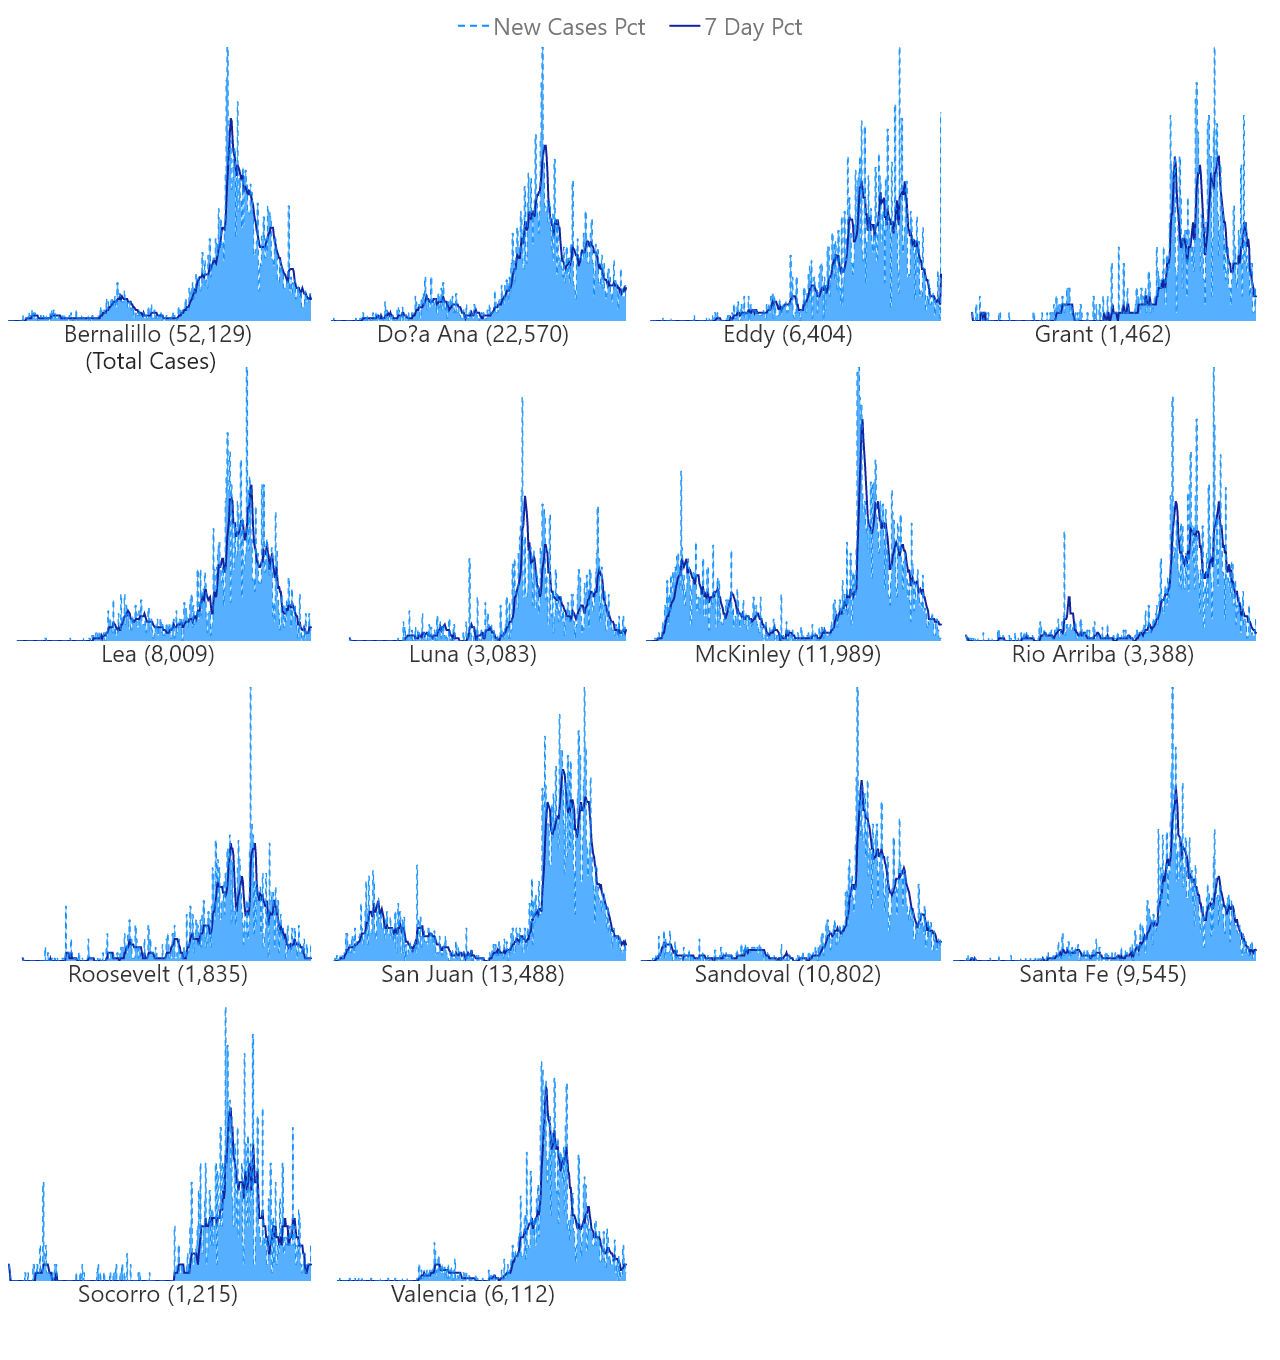 New Cases Pct 7 Day Pct
Bernalillo (52,129)
(Total Cases)
Do?a Ana (22,570)
Eddy (6,404)
Grant (1,462)
Lea (8,009)
Luna (3,083)
McKinley (11,989)
Rio Arriba (3,388)
Roosevelt (1,835)
San Juan (13,488)
Sandoval (10,802)
Santa Fe (9,545)
Socorro (1,215)
Valencia (6,112)